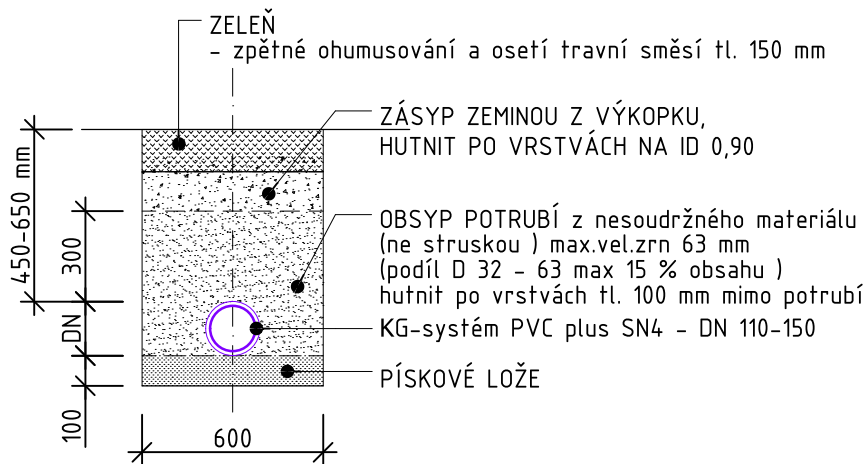 ZELEŇ
- zpětné ohumusování a osetí travní směsí tl. 150 mm
ZÁSYP ZEMINOU Z VÝKOPKU,
HUTNIT PO VRSTVÁCH NA ID 0,90
OBSYP POTRUBÍ z nesoudržného materiálu
(ne struskou ) max.vel.zrn 63 mm
(podíl D 32 - 63 max 15 % obsahu )
hutnit po vrstvách tl. 100 mm mimo potrubí
KG-systém PVC plus SN4 - DN 110-150
PÍSKOVÉ LOŽE
450-650 mm
300
DN
100
600